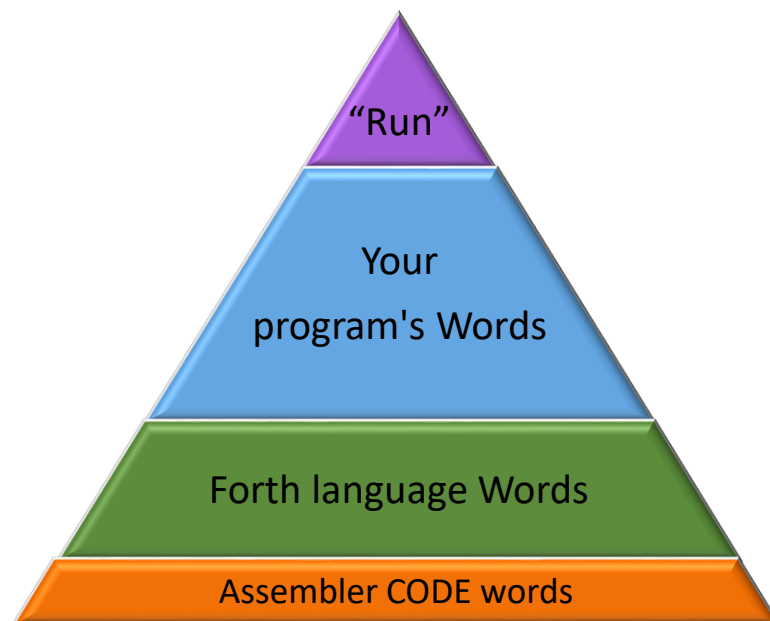 “Run”
Your
program's Words
Forth language Words
Assembler CODE words